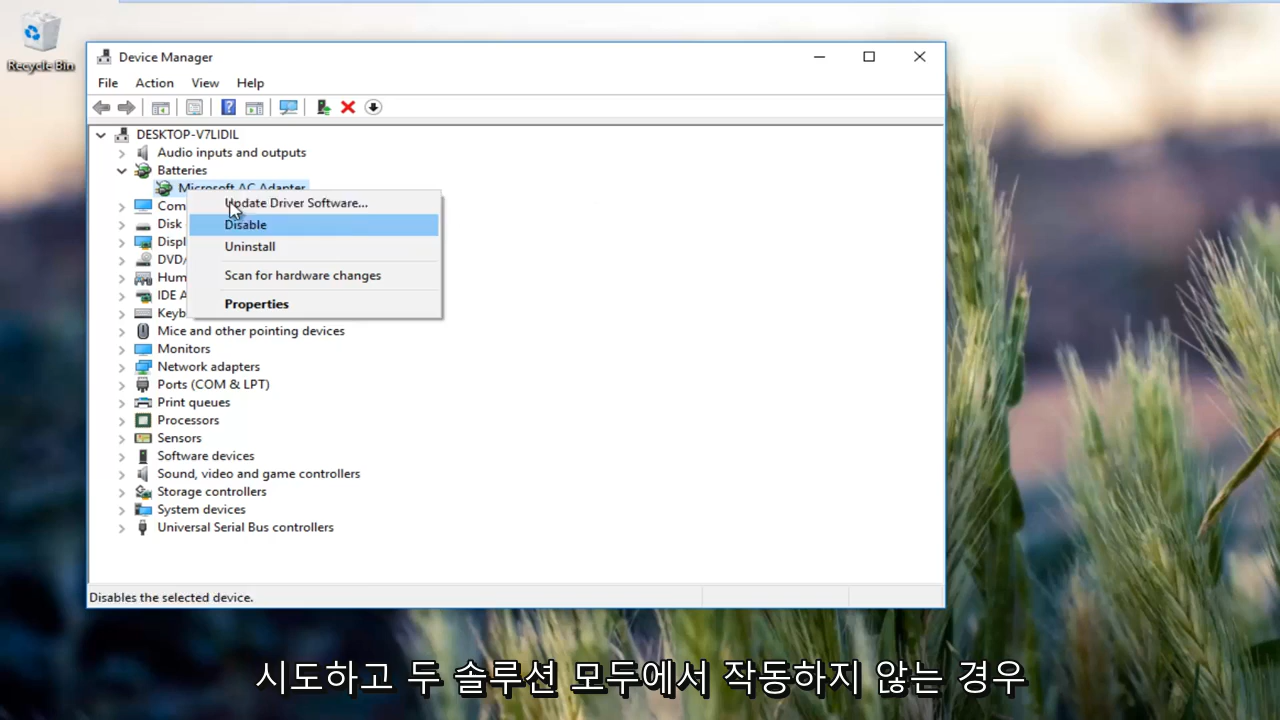 Recycle Bin
Device Manager
File Action View Help
DESKTOP-V7LIDIL
Audio inputs and outputs
Batteries
Microsoft AC Adapter
Update Driver Software...
Com
Disk
Disable
Displ
Uninstall
DVD/
Hum
Scan for hardware changes
IDE A
Properties
Keyb
Mice and other pointing devices
Monitors
Network adapters
Ports (COM & LPT)
Print queues
Processors
Sensors
Software devices
Sound, video and game controllers
Storage controllers
System devices
Universal Serial Bus controllers
Disables the selected device.
시도하고 두 솔루션 모두에서 작동하지 않는 경우